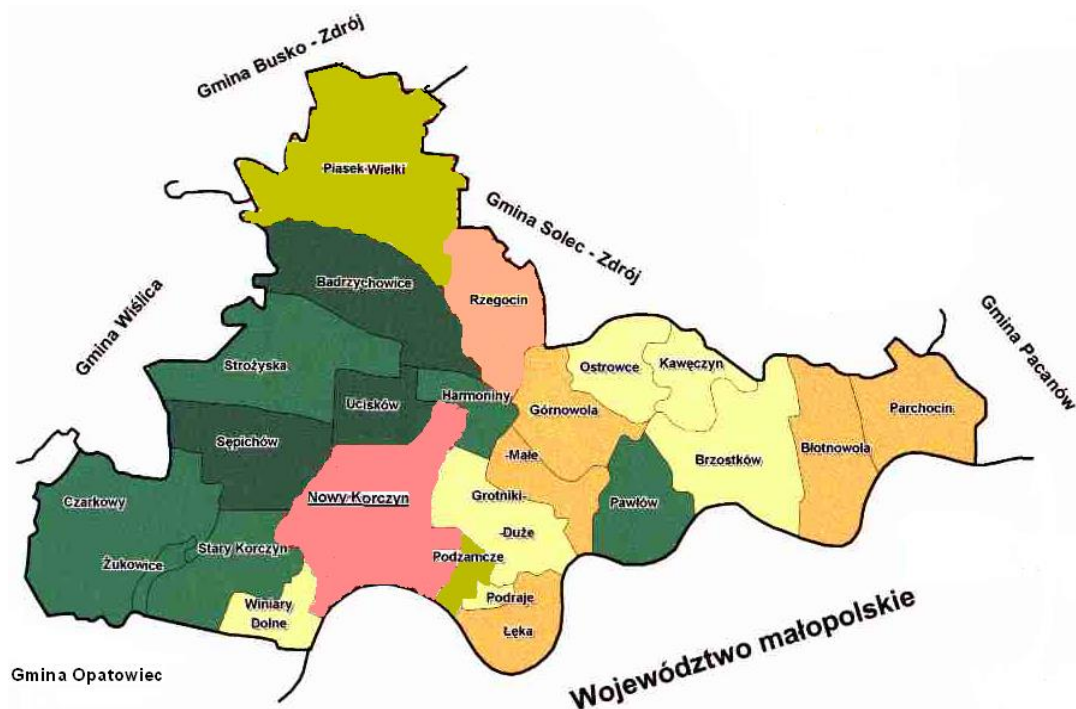 Gmina Busko - Zdrój
Piasek Wielki
Gmina Solec - Zdrój
Gmina Wiślica
Badrzychowice
Rzegocin
Gmina Pacanów
Strożyska
Ostrowce
Kawęczyn
Ucisków
Harmoniny
Górnowola
Parchocin
Sępichów
-Małe
Brzostków
Błotnowola
Czarkowy
Nowy Korczyn
Grotniki-
Pawłów
-Duże
Stary Korczyn
Żukowice
Podzamcze
Winiary
Dolne
Podraje
Łęka
Województwo małopolskie
Gmina Opatowiec